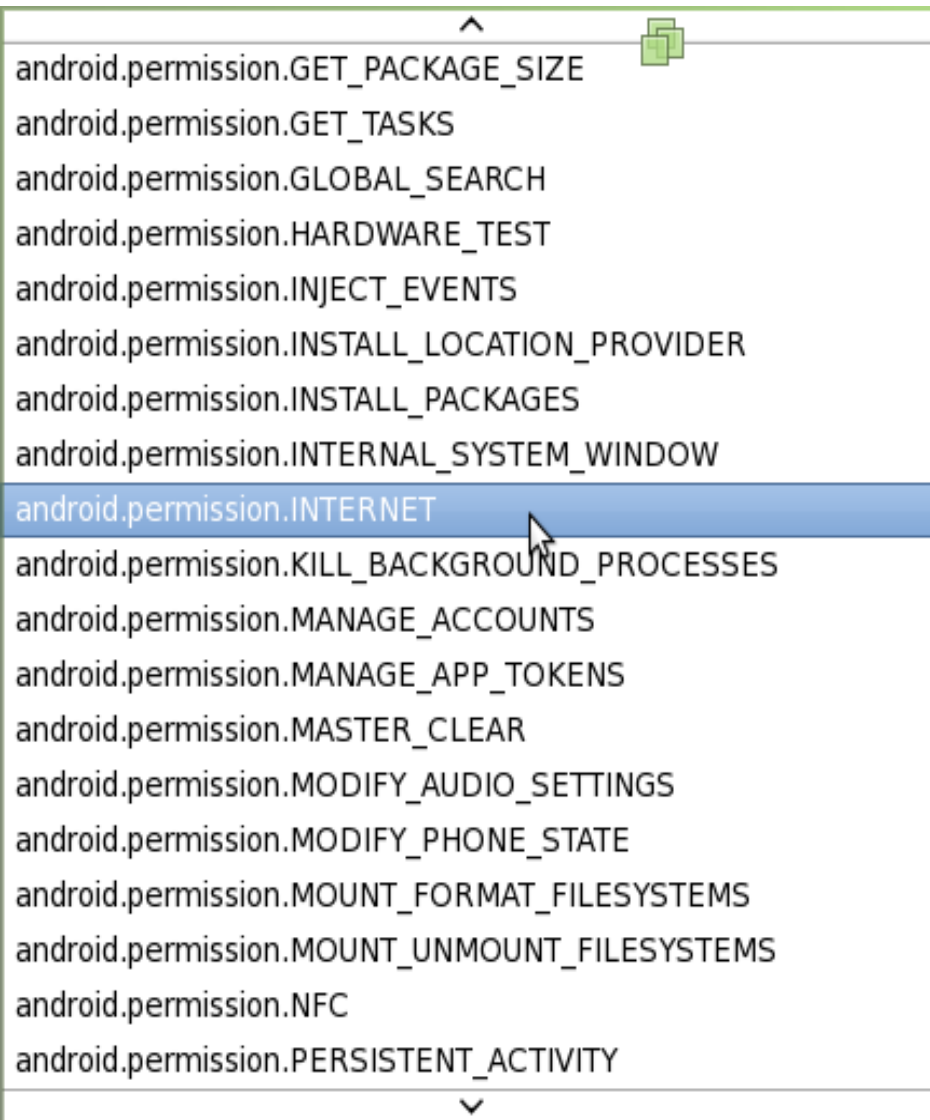 android.permission.GET_PACKAGE_SIZE
android.permission.GET_TASKS
android.permission.GLOBAL_SEARCH
android.permission.HARDWARE_TEST
android.permission.INJECT_EVENTS
android.permission.INSTALL_LOCATION_PROVIDER
android.permission.INSTALL_PACKAGES
android.permission.INTERNAL_SYSTEM_WINDOW
android.permission.INTERNET
android.permission.KILL_BACKGROUND_PROCESSES
android.permission.MANAGE_ACCOUNTS
android.permission.MANAGE_APP_TOKENS
android.permission.MASTER_CLEAR
android.permission.MODIFY_AUDIO_SETTINGS
android.permission.MODIFY_PHONE_STATE
android.permission.MOUNT_FORMAT_FILESYSTEMS
android.permission.MOUNT_UNMOUNT_FILESYSTEMS
android.permission.NFC
android.permission.PERSISTENT_ACTIVITY